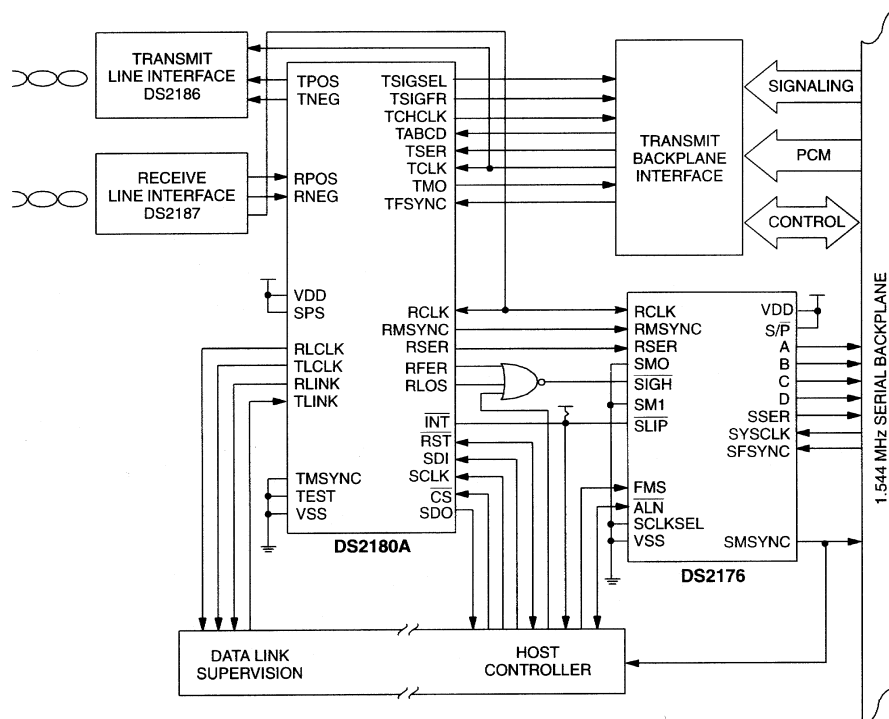 TRANSMIT
LINE INTERFACE
DS2186
RECEIVE
LINE INTERFACE
DS2187
TPOS
TNEG
RPOS
RNEG
VDD
SPS
RLCLK
TLCLK
RLINK
TLINK
TMSYNC
TEST
VSS
TSIGSEL
TSIGFR
TCHCLK
TABCD
TSER
TCLK
TMO
TFSYNC
RCLK
RMSYNC
RSER
RFER
RLOS
INT
RST
SDI
SCLK
CS
SDO
DS2180A
TRANSMIT
BACKPLANE
INTERFACE
SIGNALING
PCM
CONTROL
RCLK
RMSYNC
RSER
SMO
SIGH
SM1
SLIP
FMS
ALN
SCLKSEL
VSS
VDD
S/P
A
B
C
D
SSER
SYSCLK
SFSYNC
SMSYNC
DS2176
1.544 MHz SERIAL BACKPLANE
DATA LINK
SUPERVISION
HOST
CONTROLLER